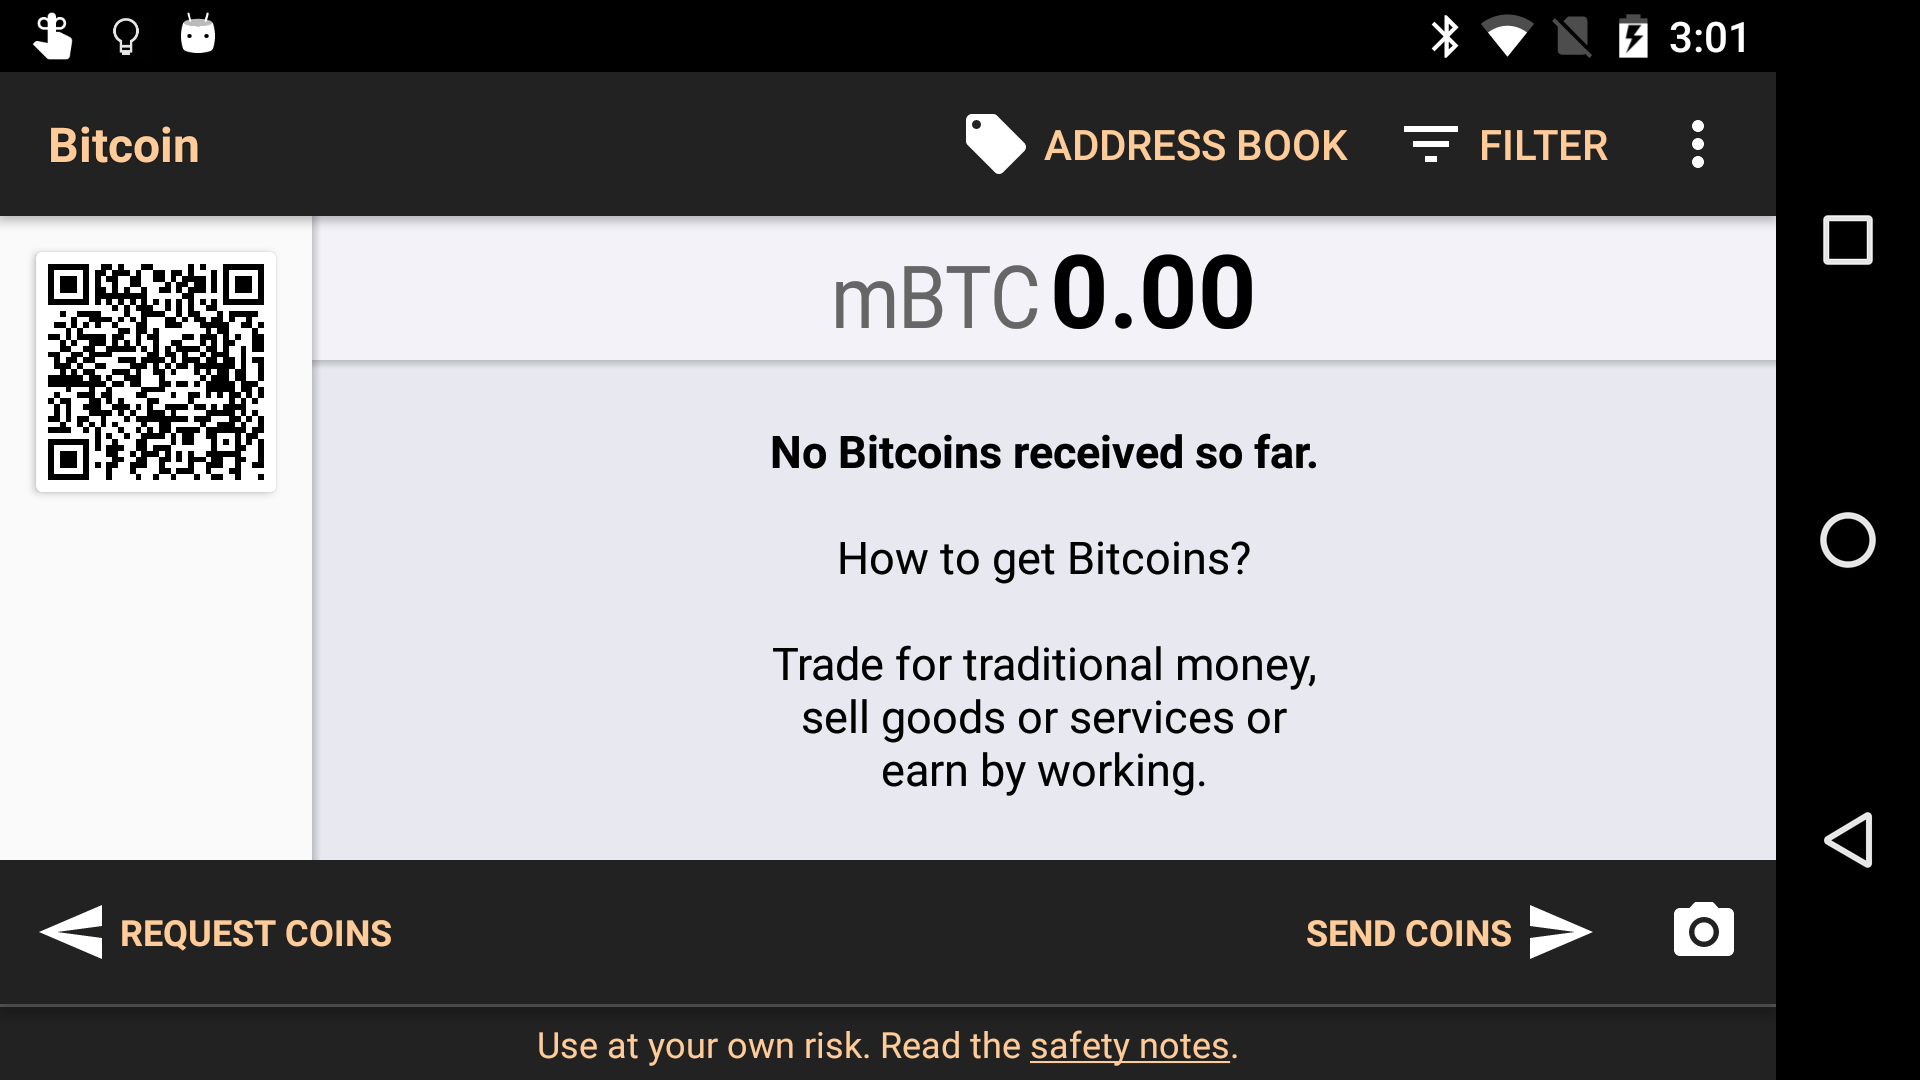 3:01
Bitcoin
ADDRESS BOOK
FILTER
mBTC 0.00
No Bitcoins received so far.
How to get Bitcoins?
Trade for traditional money,
sell goods or services or
earn by working.
REQUEST COINS
SEND COINS
Use at your own risk. Read the safety notes.